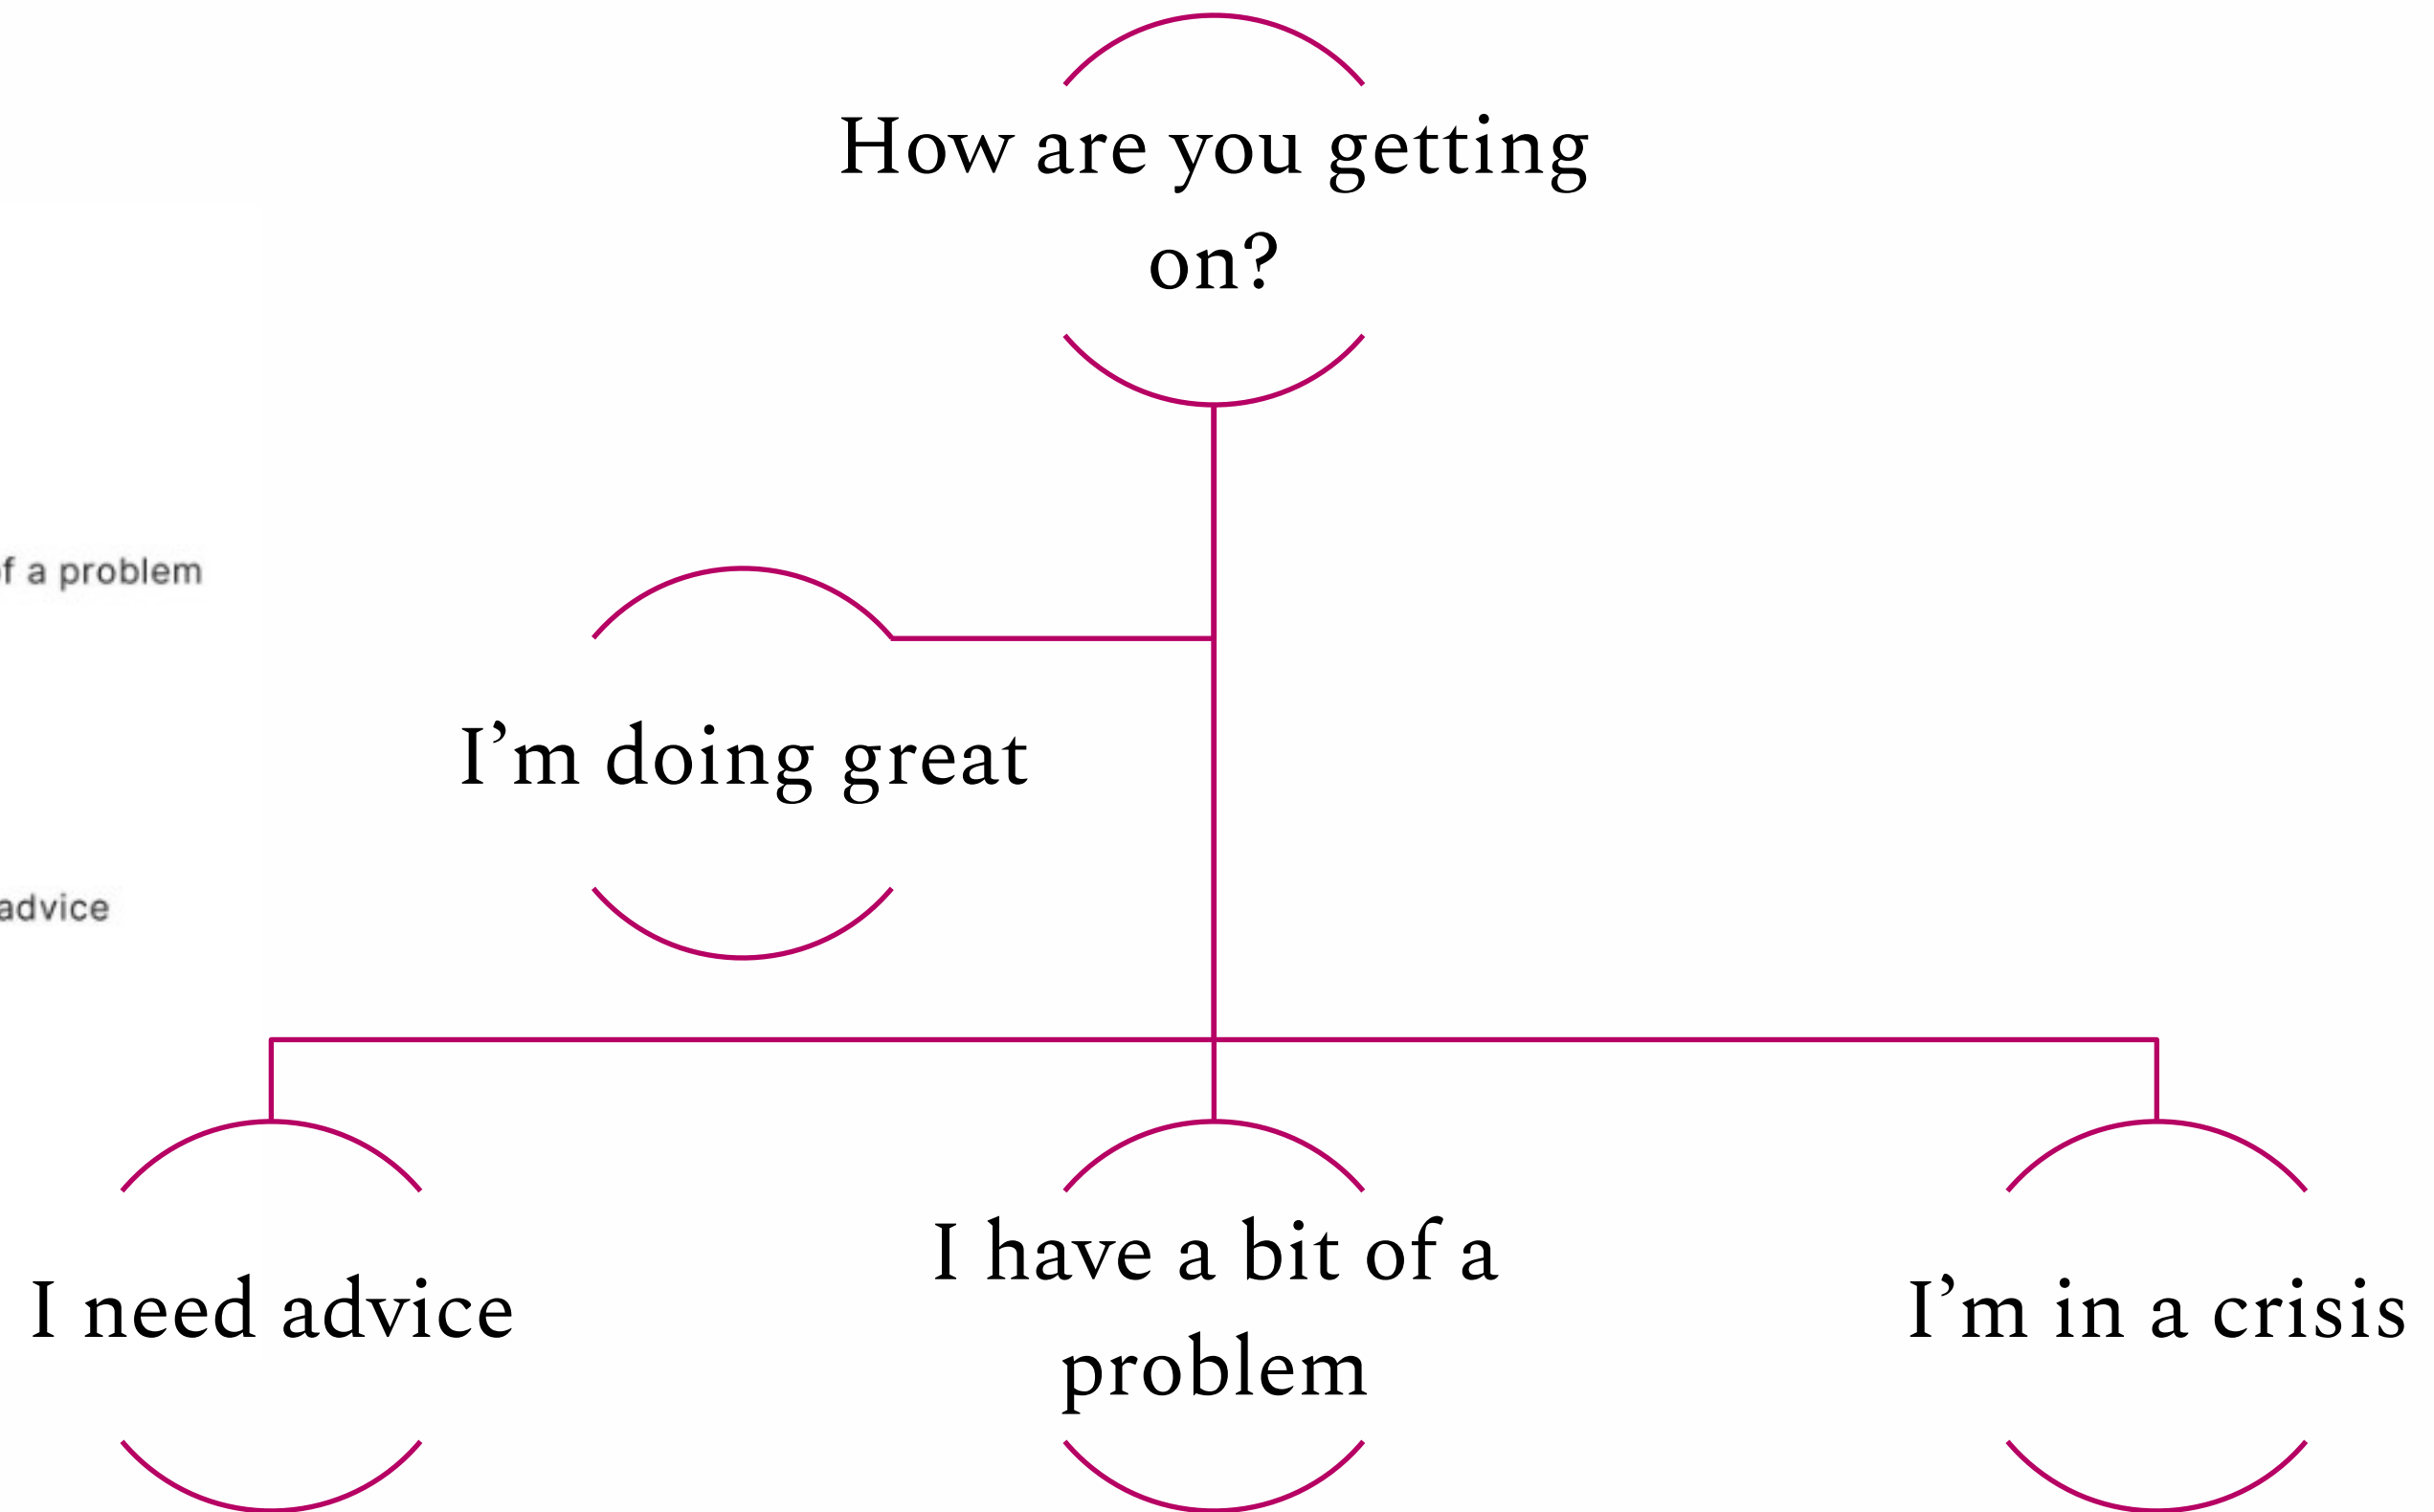 How are you getting
on?
f a problem
I’m doing great
advice
I need advice
I have a bit of a
problem
I’m in a crisis